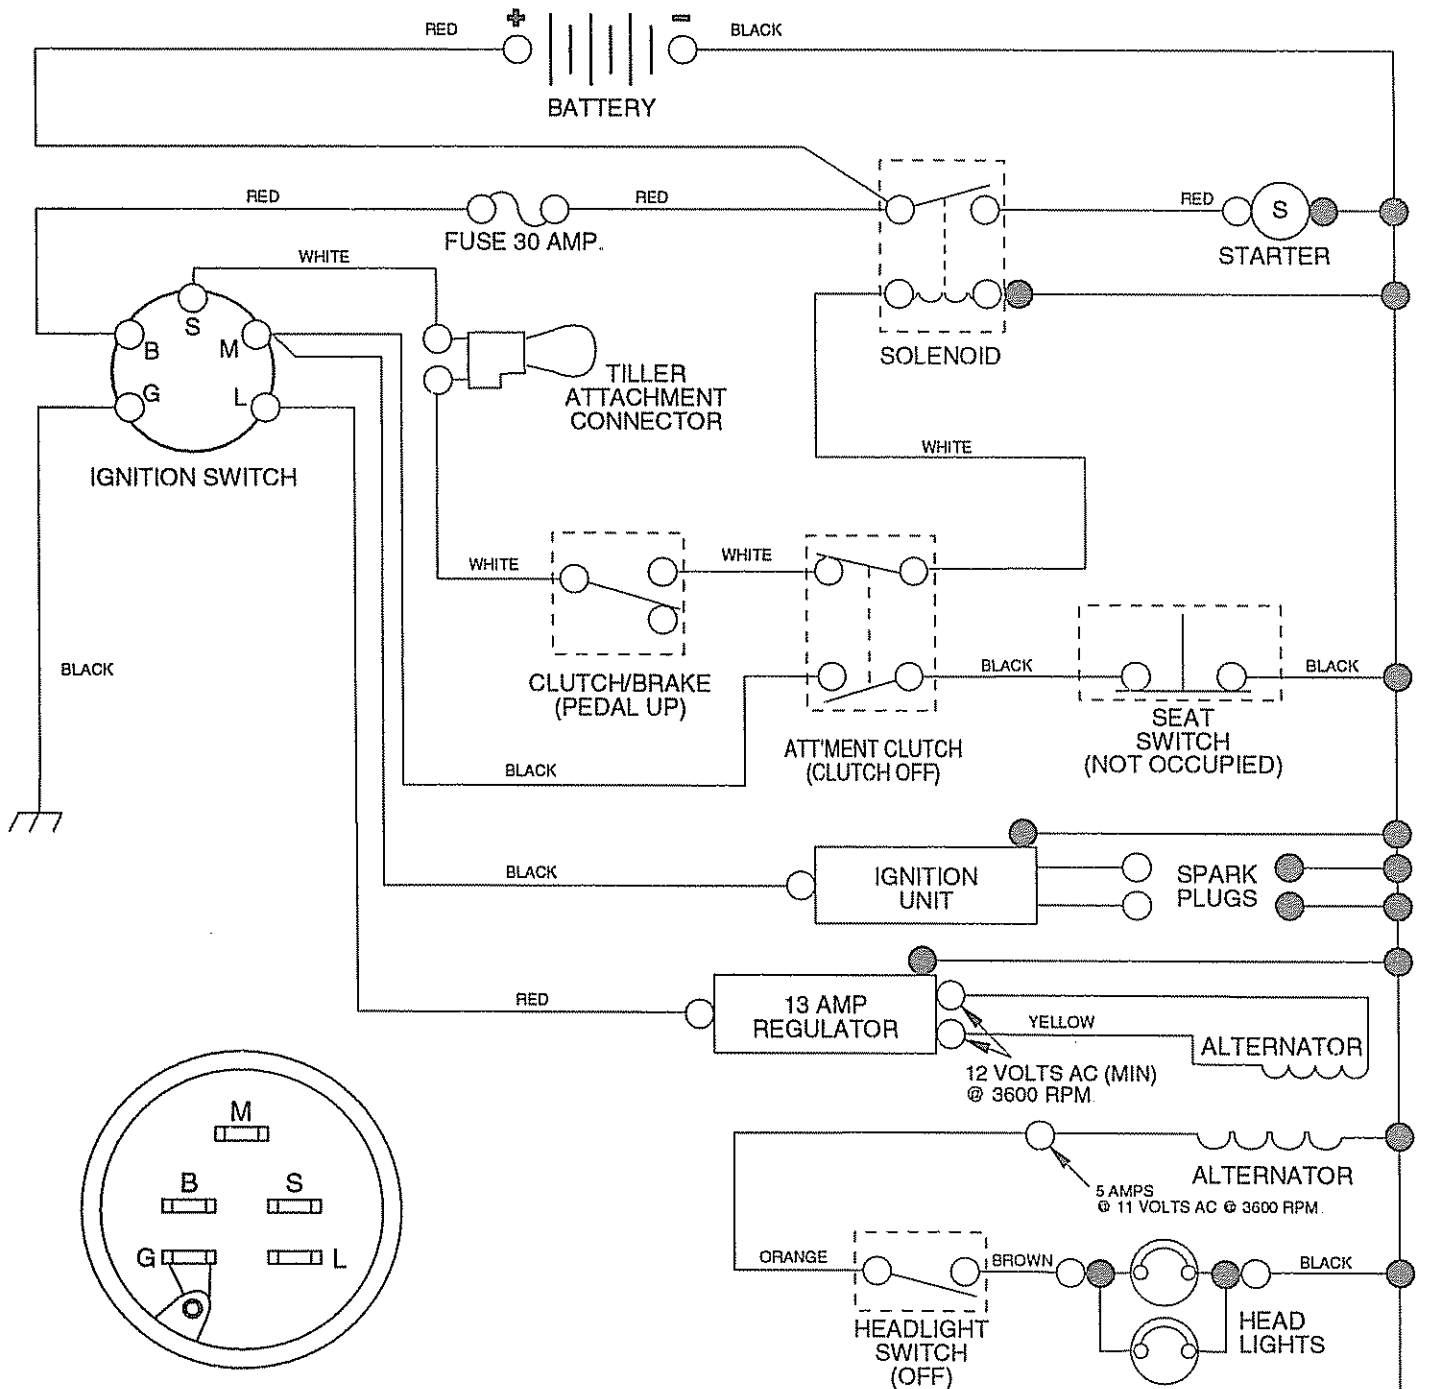 RED
+
-
BLACK
BATTERY
RED
RED
FUSE 30 AMP.
RED
S
STARTER
WHITE
S
B
M
G
L
IGNITION SWITCH
TILLER
ATTACHMENT
CONNECTOR
SOLENOID
WHITE
WHITE
WHITE
CLUTCH/BRAKE
(PEDAL UP)
BLACK
BLACK
BLACK
SEAT
SWITCH
(NOT OCCUPIED)
ATT'MENT CLUTCH
(CLUTCH OFF)
BLACK
BLACK
IGNITION
UNIT
SPARK
PLUGS
RED
13 AMP
REGULATOR
YELLOW
ALTERNATOR
12 VOLTS AC (MIN)
@ 3600 RPM.
M
B
S
G
L
ALTERNATOR
5 AMPS
@ 11 VOLTS AC @ 3600 RPM.
ORANGE
BROWN
BLACK
HEADLIGHT
SWITCH
(OFF)
HEAD
LIGHTS